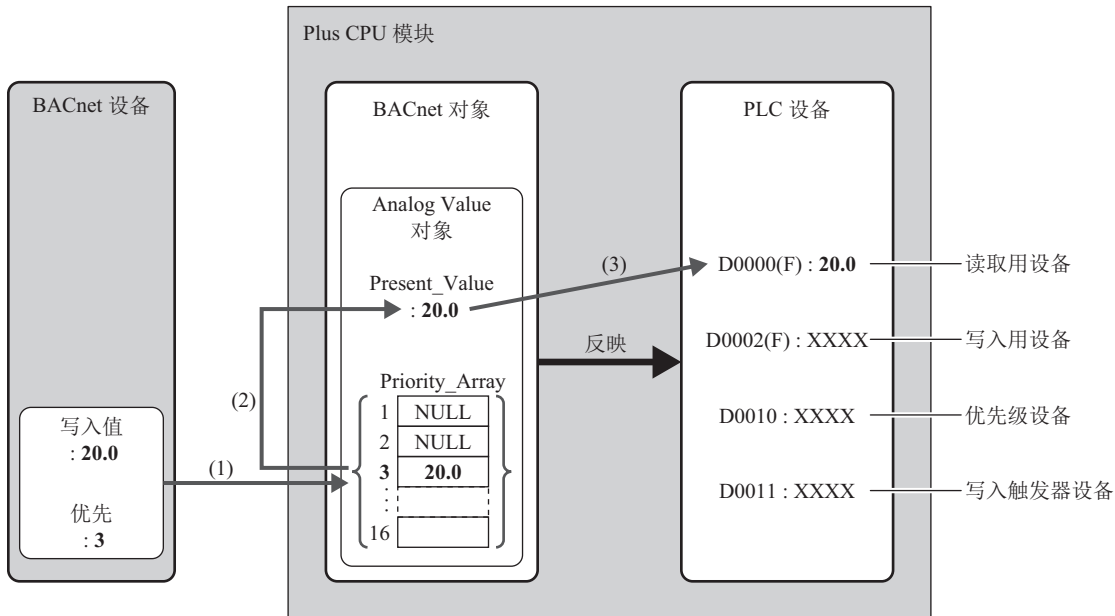 Plus CPU 模块
BACnet 设备
BACnet 对象
PLC 设备
Analog Value
对象
(3)
D0000(F) : 20.0
读取用设备
Present_Value
: 20.0
反映
D0002(F) : XXXX
写入用设备
Priority_Array
(2)
1 NULL
2 NULL
3 20.0
:
16
D0010 : XXXX
优先级设备
写入值
: 20.0
(1)
D0011 : XXXX
写入触发器设备
优先
: 3